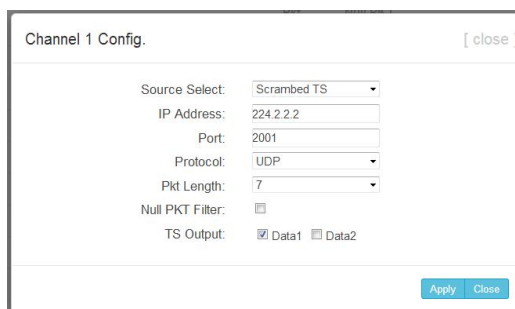 Channel 1 Config. [ close ]
Source Select: Scrambed TS
IP Address: 224.2.2.2
Port: 2001
Protocol: UDP
Pkt Length: 7
Null PKT Filter:
TS Output: Data1 Data2
Apply Close